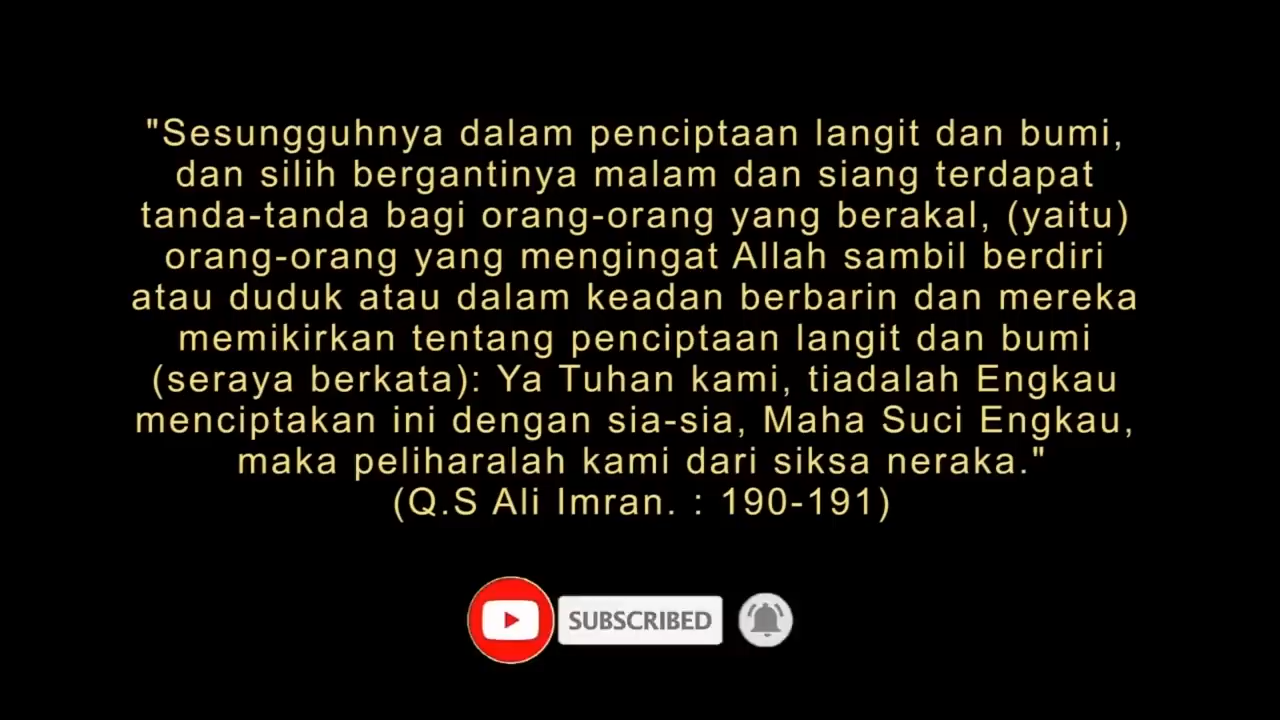 "Sesungguhnya dalam penciptaan langit dan bumi,
dan silih bergantinya malam dan siang terdapat
tanda-tanda bagi orang-orang yang berakal, (yaitu)
orang-orang yang mengingat Allah sambil berdiri
atau duduk atau dalam keadan berbarin dan mereka
memikirkan tentang penciptaan langit dan bumi
(seraya berkata): Ya Tuhan kami, tiadalah Engkau
menciptakan ini dengan sia-sia, Maha Suci Engkau,
maka peliharalah kami dari siksa neraka."
(Q.S Ali Imran. : 190-191)
SUBSCRIBED